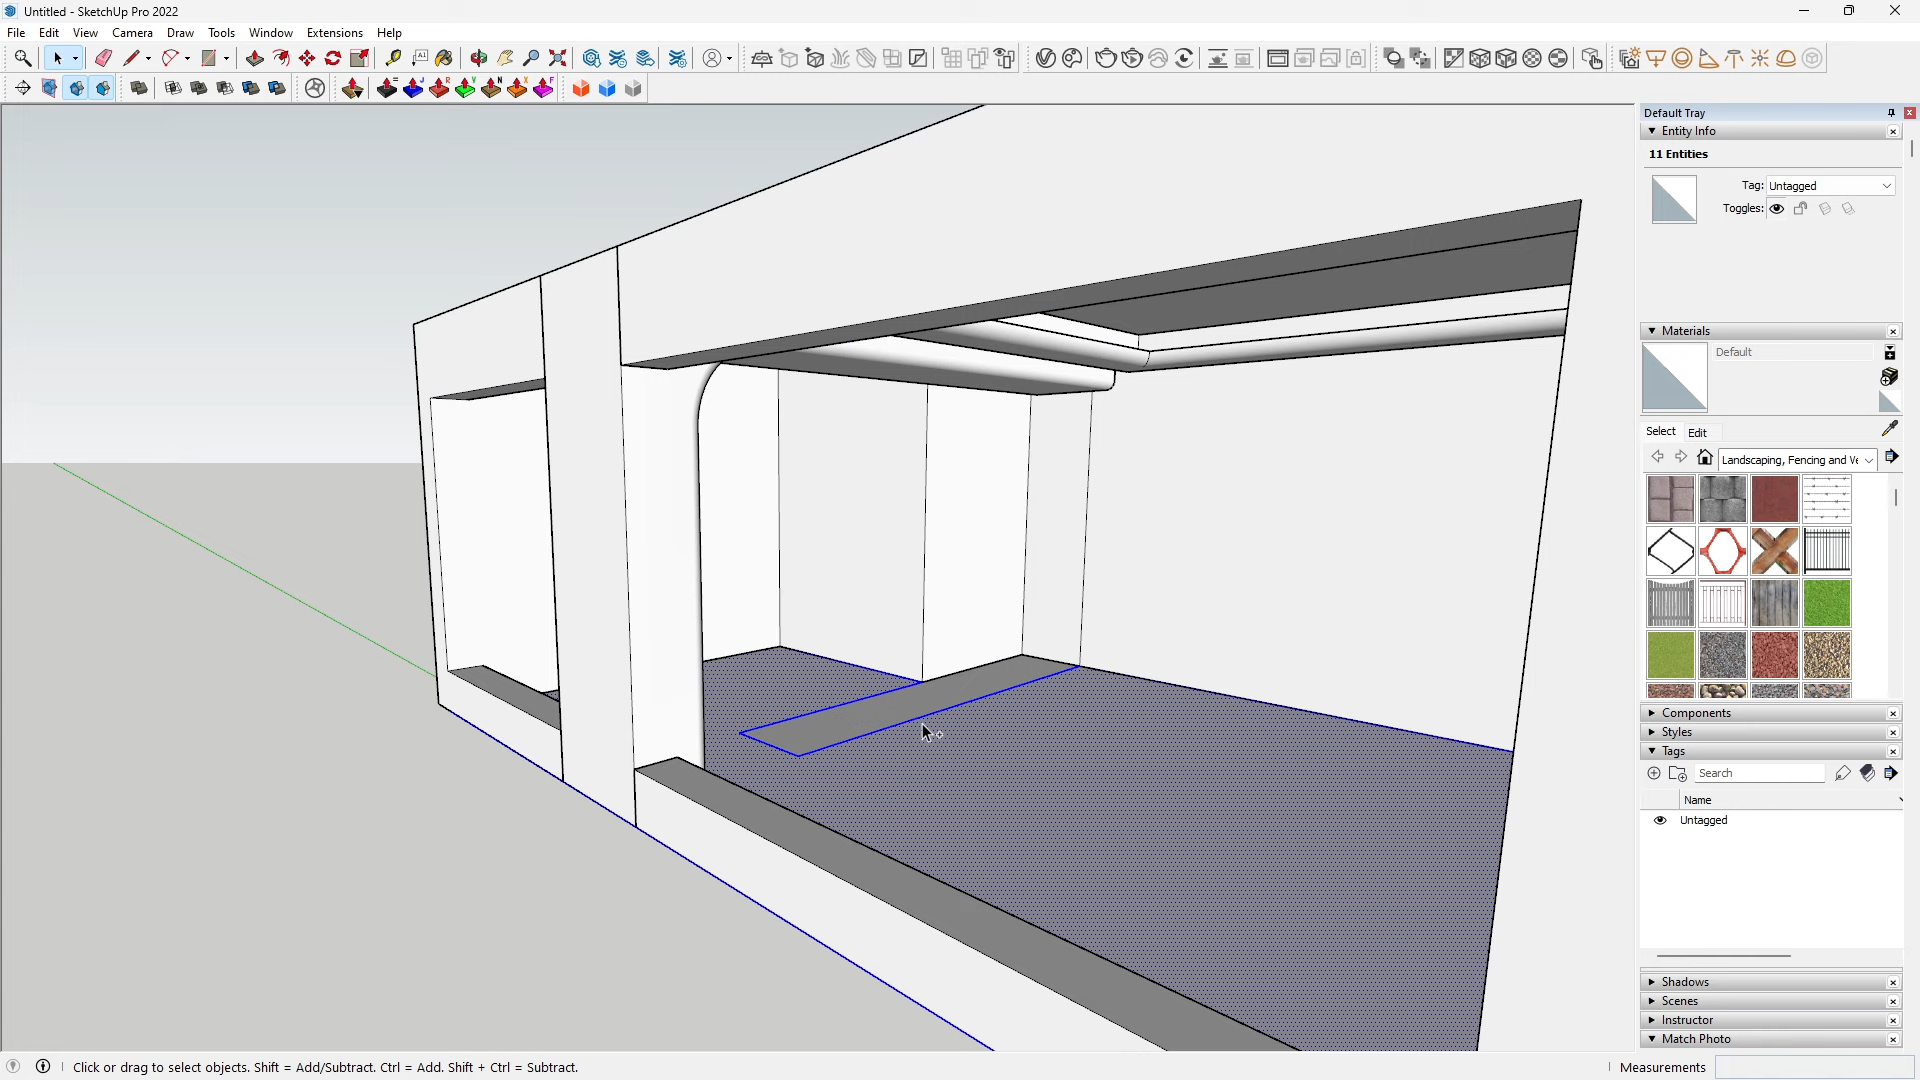 Untitled - SketchUp Pro 2022
File Edit View Camera Draw Tools Window Extensions Help
Default Tray
Entity Info
11 Entities
Tag: Untagged
Toggles:
Materials
Default
Select Edit
Landscaping, Fencing and Ve
Components
Styles
Tags
Search
Name
Untagged
Shadows
Scenes
Instructor
Match Photo
Click or drag to select objects. Shift = Add/Subtract. Ctrl = Add. Shift + Ctrl = Subtract.
Measurements